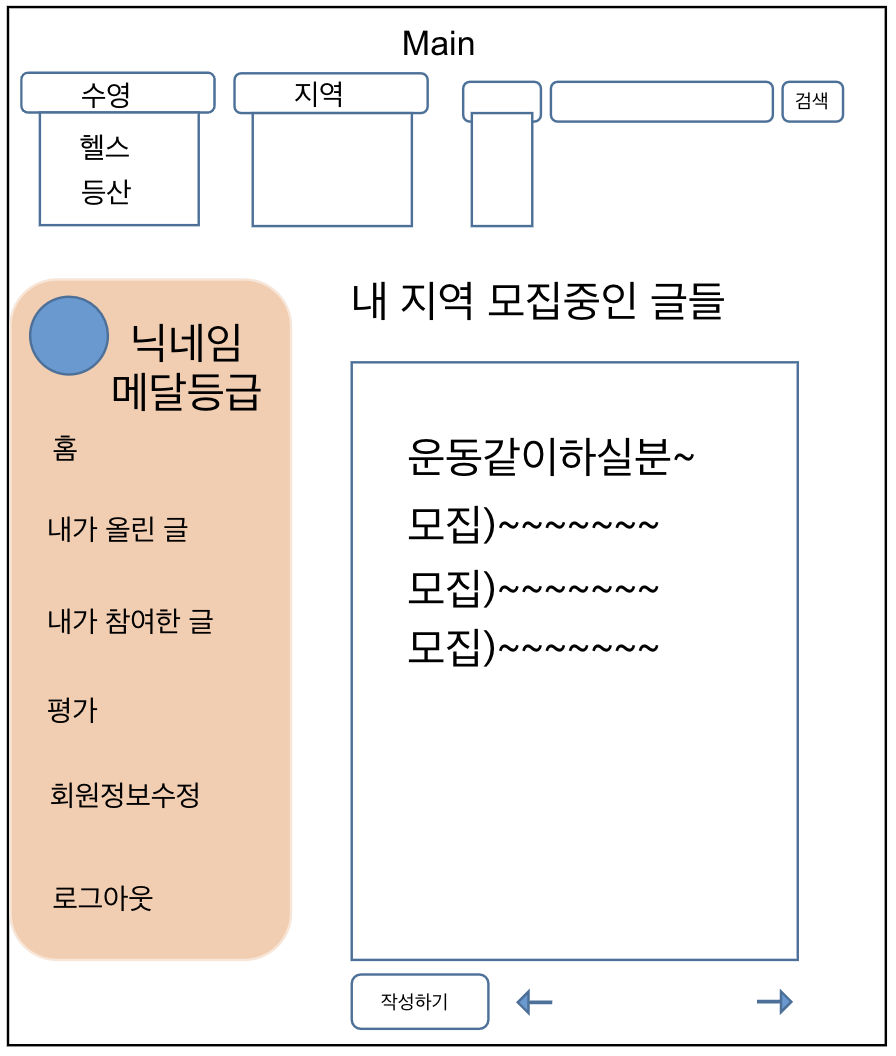 Main
수영
지역
검색
헬스
등산
닉네임
메달등급
홈
내가 올린 글
내가 참여한 글
평가
회원정보수정
로그아웃
내 지역 모집중인 글들
운동같이하실분~
모집)~~~~~~~
모집)~~~~~~~
모집)~~~~~~~
작성하기